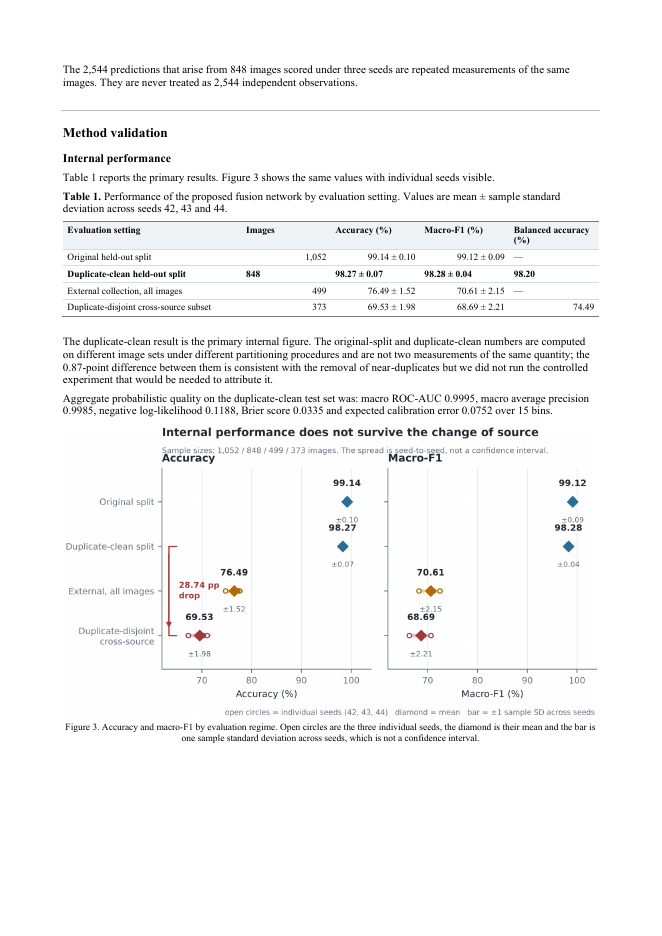 The 2,544 predictions that arise from 848 images scored under three seeds are repeated measurements of the same
images. They are never treated as 2,544 independent observations.
Method validation
Internal performance
Table 1 reports the primary results. Figure 3 shows the same values with individual seeds visible.
Table 1. Performance of the proposed fusion network by evaluation setting. Values are mean ± sample standard
deviation across seeds 42, 43 and 44.
Evaluation setting Images Accuracy (%) Macro-F1 (%) Balanced accuracy
(%)
Original held-out split 1,052 99.14 ± 0.10 99.12 ± 0.09 —
Duplicate-clean held-out split 848 98.27 ± 0.07 98.28 ± 0.04 98.20
External collection, all images 499 76.49 ± 1.52 70.61 ± 2.15 —
Duplicate-disjoint cross-source subset 373 69.53 ± 1.98 68.69 ± 2.21 74.49
The duplicate-clean result is the primary internal figure. The original-split and duplicate-clean numbers are computed
on different image sets under different partitioning procedures and are not two measurements of the same quantity; the
0.87-point difference between them is consistent with the removal of near-duplicates but we did not run the controlled
experiment that would be needed to attribute it.
Aggregate probabilistic quality on the duplicate-clean test set was: macro ROC-AUC 0.9995, macro average precision
0.9985, negative log-likelihood 0.1188, Brier score 0.0335 and expected calibration error 0.0752 over 15 bins.
Internal performance does not survive the change of source
Sample sizes: 1,052 / 848 / 499 / 373 images. The spread is seed-to-seed, not a confidence interval.
Accuracy Macro-F1
99.14 99.12
Original split
±0.10 ±0.09
98.27 98.28
Duplicate-clean split
±0.07 ±0.04
76.49 70.61
External, all images
28.74 pp
drop
±1.52 ±2.15
69.53 68.69
Duplicate-disjoint
cross-source
±1.98 ±2.21
70 80 90 100 70 80 90 100
Accuracy (%) Macro-F1 (%)
open circles = individual seeds (42, 43, 44) diamond = mean bar = ±1 sample SD across seeds
Figure 3. Accuracy and macro-F1 by evaluation regime. Open circles are the three individual seeds, the diamond is their mean and the bar is
one sample standard deviation across seeds, which is not a confidence interval.